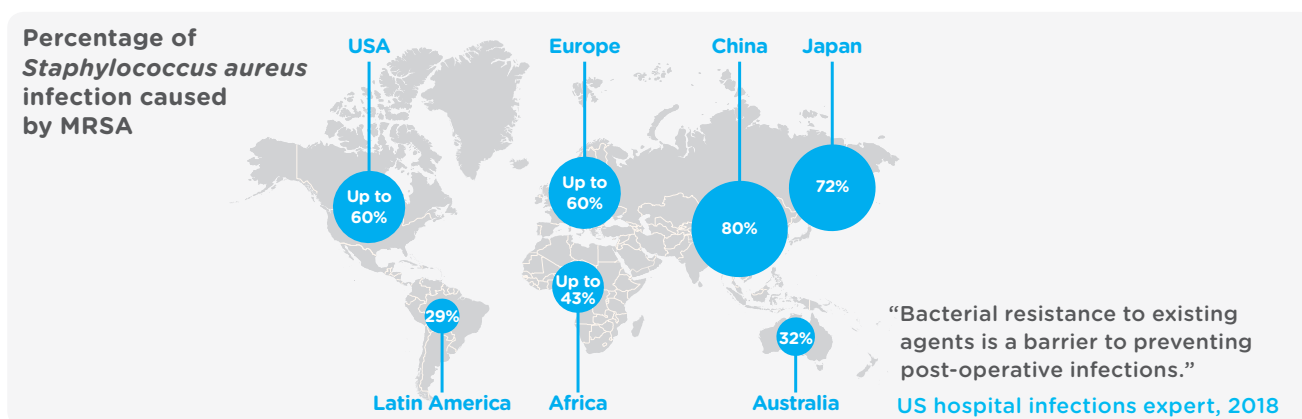 Percentage of
Staphylococcus aureus
infection caused
by MRSA
USA
Europe
China
Japan
Up to
60%
Up to
60%
80%
72%
Up to
43%
29%
32%
Latin America
Africa
Australia
“Bacterial resistance to existing
agents is a barrier to preventing
post-operative infections.”
US hospital infections expert, 2018